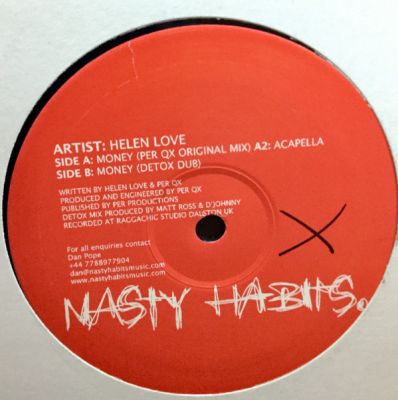 ARTIST: HELEN LOVE
SIDE A: MONEY (PER QX ORIGINAL MIX) A2: ACAPELLA
SIDE B: MONEY (DETOX DUB)
WRITTEN BY HELEN LOVE & PER QX
PRODUCED AND ENGINEERED BY PER QX
PUBLISHED BY PER PRODUCTIONS
DETOX MIX PRODUCED BY MATT ROSS & D'JOHNNY
RECORDED AT RAGGACHIC STUDIO DALSTON UK
X
For all enquiries contact
Dan Pope
+44 7788977904
dan@nastyhabitsmusic.com
www.nastyhabitsmusic.com
NASTY HABITS.